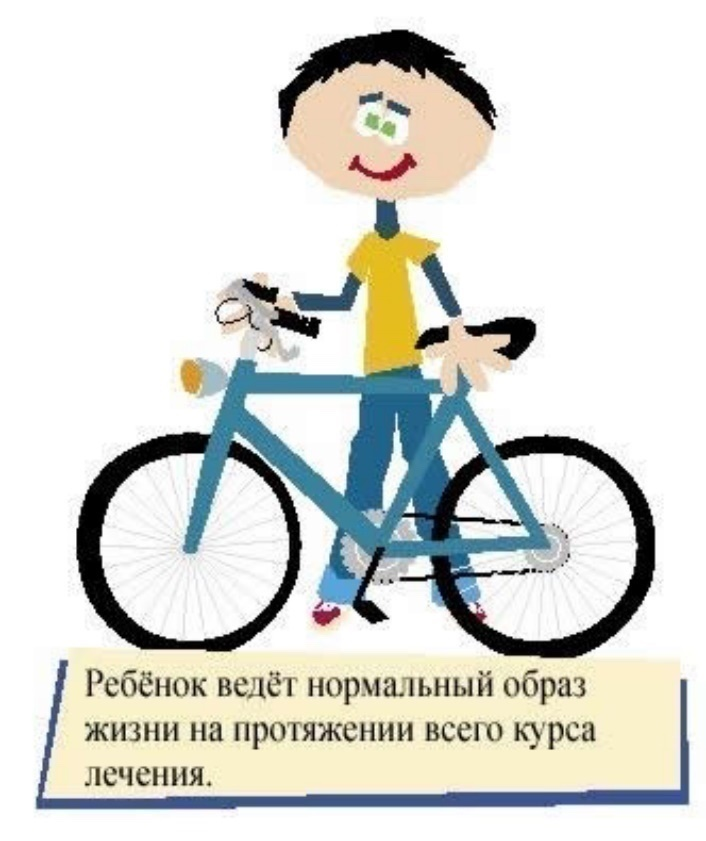 Ребёнок ведёт нормальный образ
жизни на протяжении всего курса
лечения.